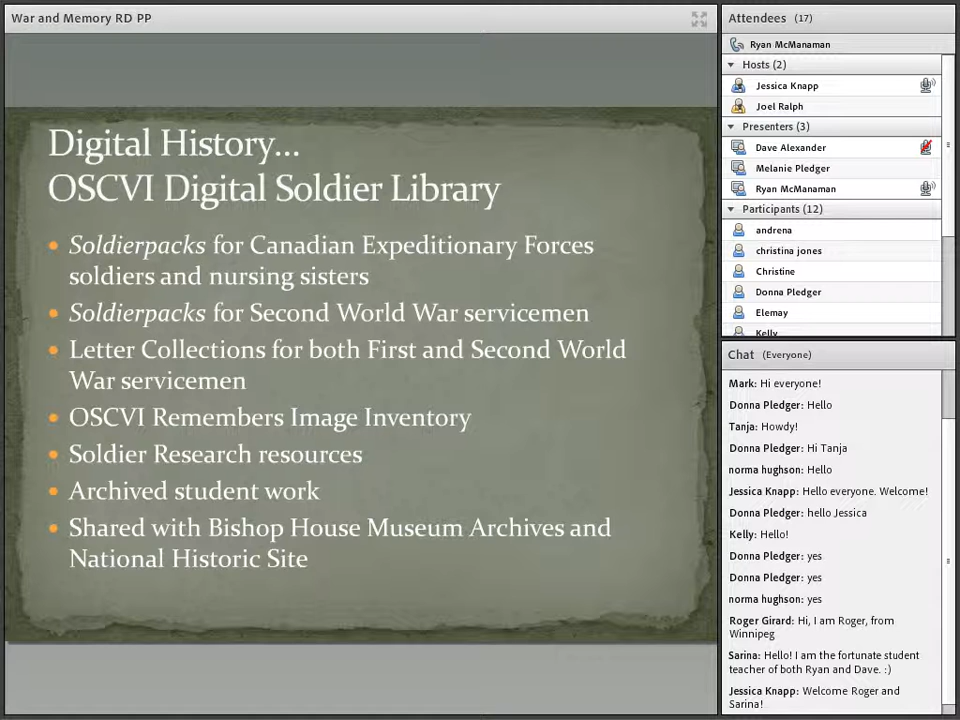 War and Memory RD PP
Digital History...
OSCVI Digital Soldier Library
Soldierpacks for Canadian Expeditionary Forces
soldiers and nursing sisters
Soldierpacks for Second World War servicemen
Letter Collections for both First and Second World
War servicemen
OSCVI Remembers Image Inventory
Soldier Research resources
Archived student work
Shared with Bishop House Museum Archives and
National Historic Site
Attendees (17)
Ryan McManaman
Hosts (2)
Jessica Knapp
Joel Ralph
Presenters (3)
Dave Alexander
Melanie Pledger
Ryan McManaman
Participants (12)
andrena
christina jones
Christine
Donna Pledger
Elemay
Kelly
Chat (Everyone)
Mark: Hi everyone!
Donna Pledger: Hello
Tanja: Howdy!
Donna Pledger: Hi Tanja
norma hughson: Hello
Jessica Knapp: Hello everyone. Welcome!
Donna Pledger: hello Jessica
Kelly: Hello!
Donna Pledger: yes
Donna Pledger: yes
norma hughson: yes
Roger Girard: Hi, I am Roger, from
Winnipeg
Sarina: Hello! I am the fortunate student
teacher of both Ryan and Dave. :)
Jessica Knapp: Welcome Roger and
Sarina!